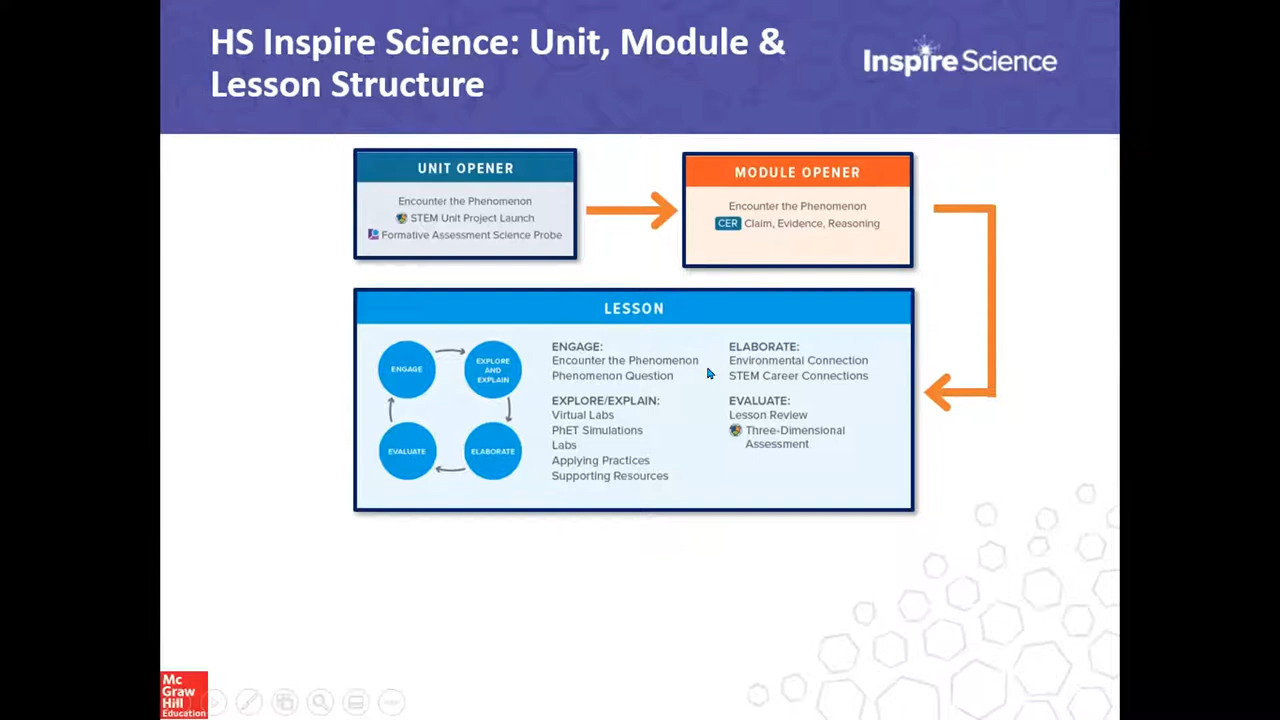 HS Inspire Science: Unit, Module &
Lesson Structure
Inspire Science
UNIT OPENER
Encounter the Phenomenon
STEM Unit Project Launch
Formative Assessment Science Probe
MODULE OPENER
Encounter the Phenomenon
CER Claim, Evidence, Reasoning
LESSON
ENGAGE
EXPLORE
AND
EXPLAIN
EVALUATE
ELABORATE
ENGAGE:
Encounter the Phenomenon
Phenomenon Question
EXPLORE/EXPLAIN:
Virtual Labs
PhET Simulations
Labs
Applying Practices
Supporting Resources
ELABORATE:
Environmental Connection
STEM Career Connections
EVALUATE:
Lesson Review
Three-Dimensional
Assessment
Mc
Graw
Hill
Education